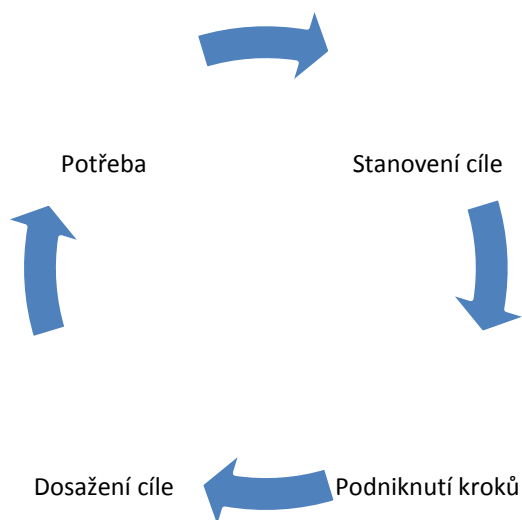 Potřeba
Stanovení cíle
Podniknutí kroků
Dosažení cíle